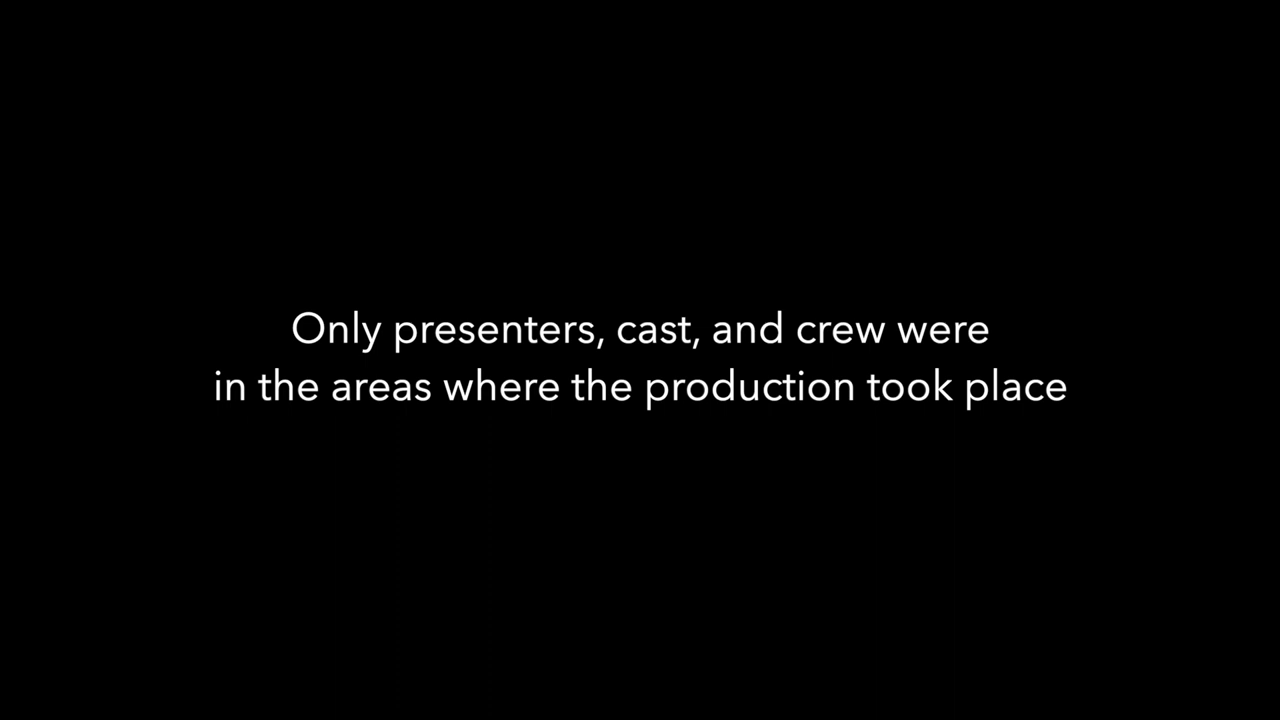 Only presenters, cast, and crew were
in the areas where the production took place